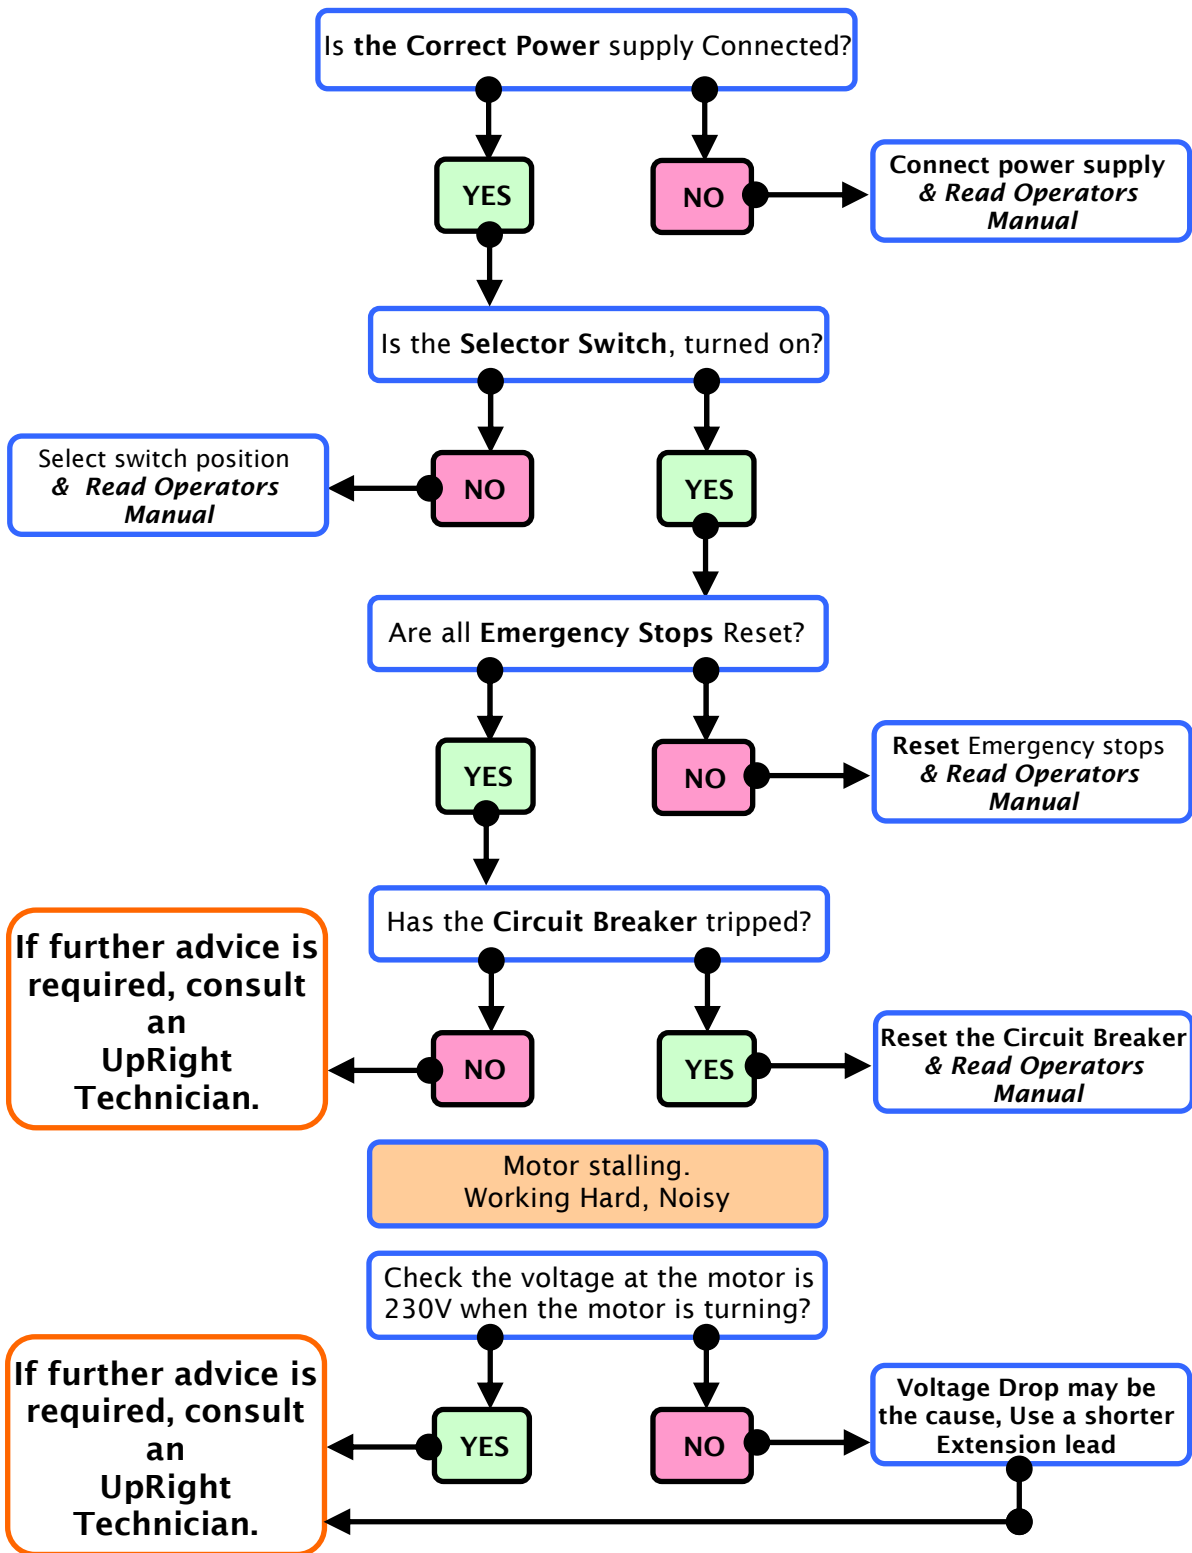 Is the Correct Power supply Connected?
YES
NO
Connect power supply
& Read Operators
Manual
Is the Selector Switch, turned on?
Select switch position
& Read Operators
Manual
NO
YES
Are all Emergency Stops Reset?
YES
NO
Reset Emergency stops
& Read Operators
Manual
Has the Circuit Breaker tripped?
If further advice is
required, consult
an
UpRight
Technician.
NO
YES
Reset the Circuit Breaker
& Read Operators
Manual
Motor stalling.
Working Hard, Noisy
Check the voltage at the motor is
230V when the motor is turning?
If further advice is
required, consult
an
UpRight
Technician.
YES
NO
Voltage Drop may be
the cause, Use a shorter
Extension lead